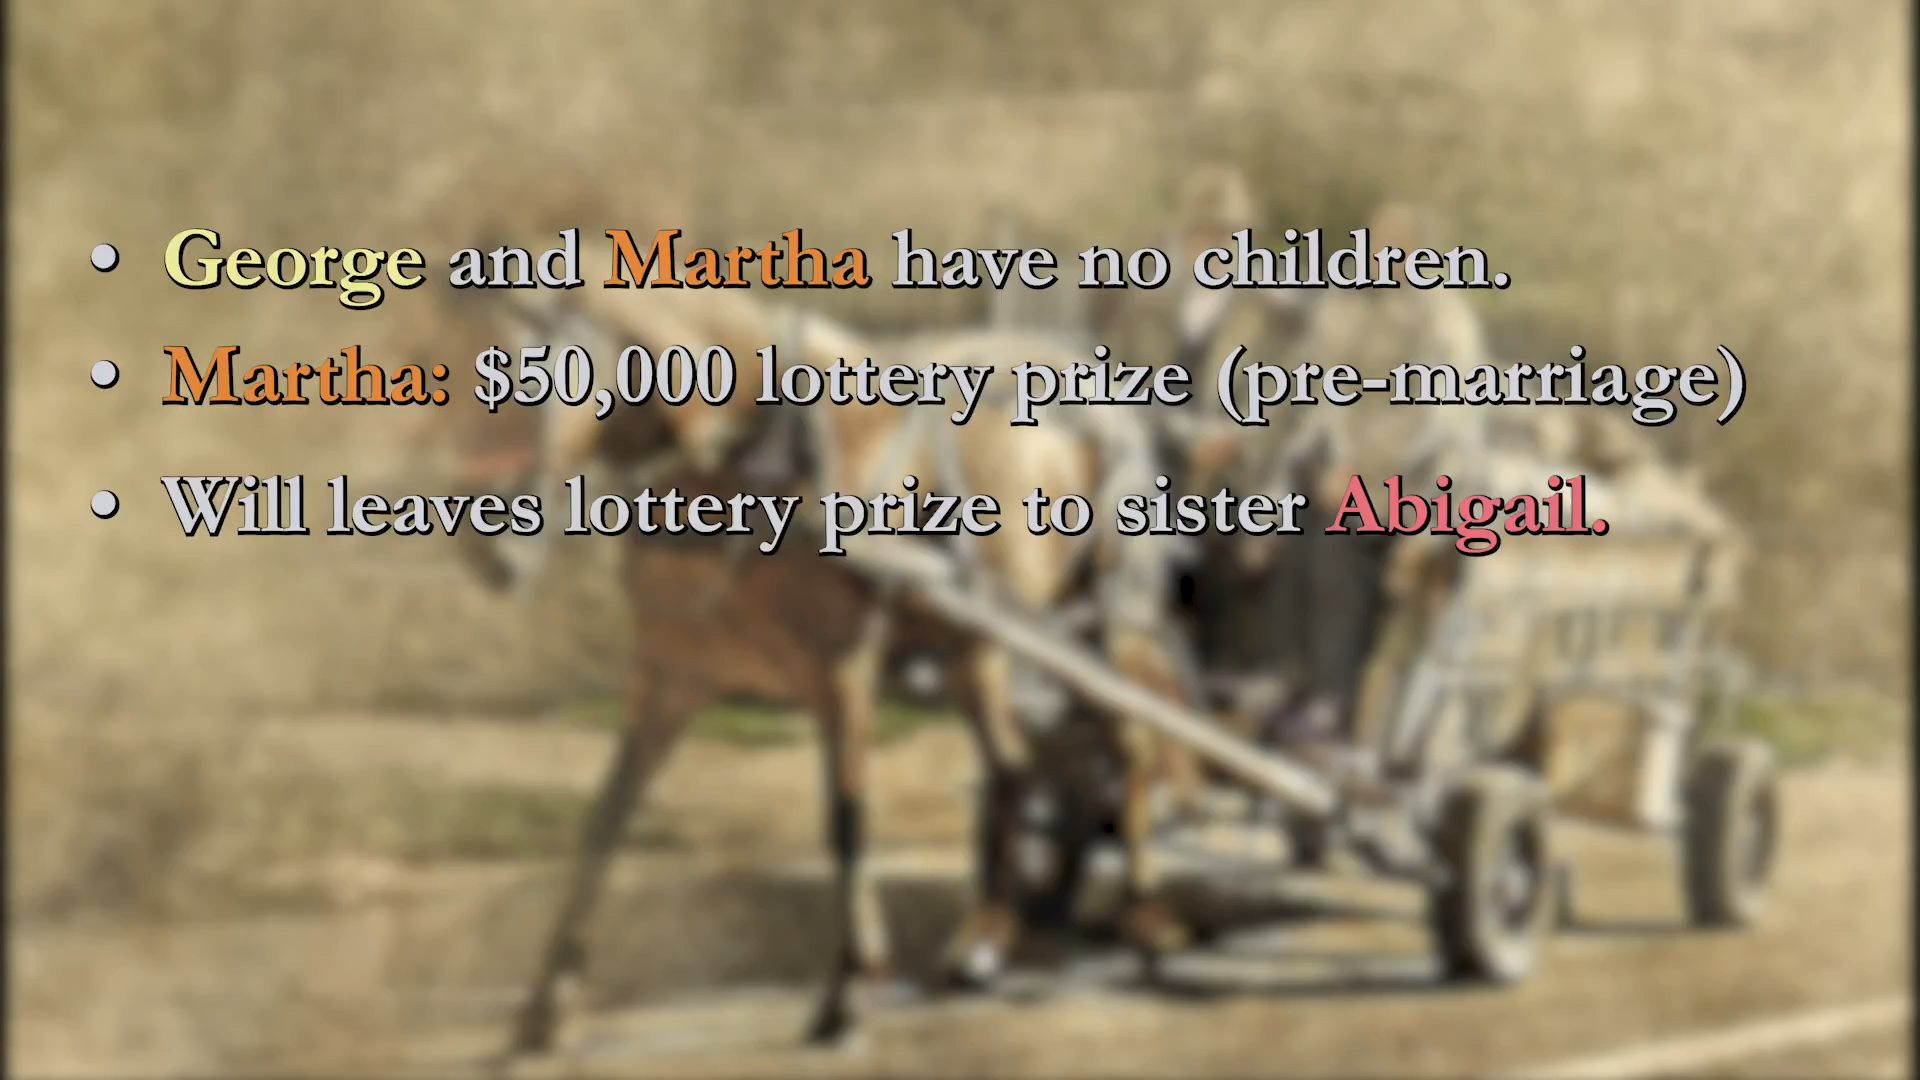 • George and Martha have no children.
• Martha: $50,000 lottery prize (pre-marriage)
• Will leaves lottery prize to sister Abigail.